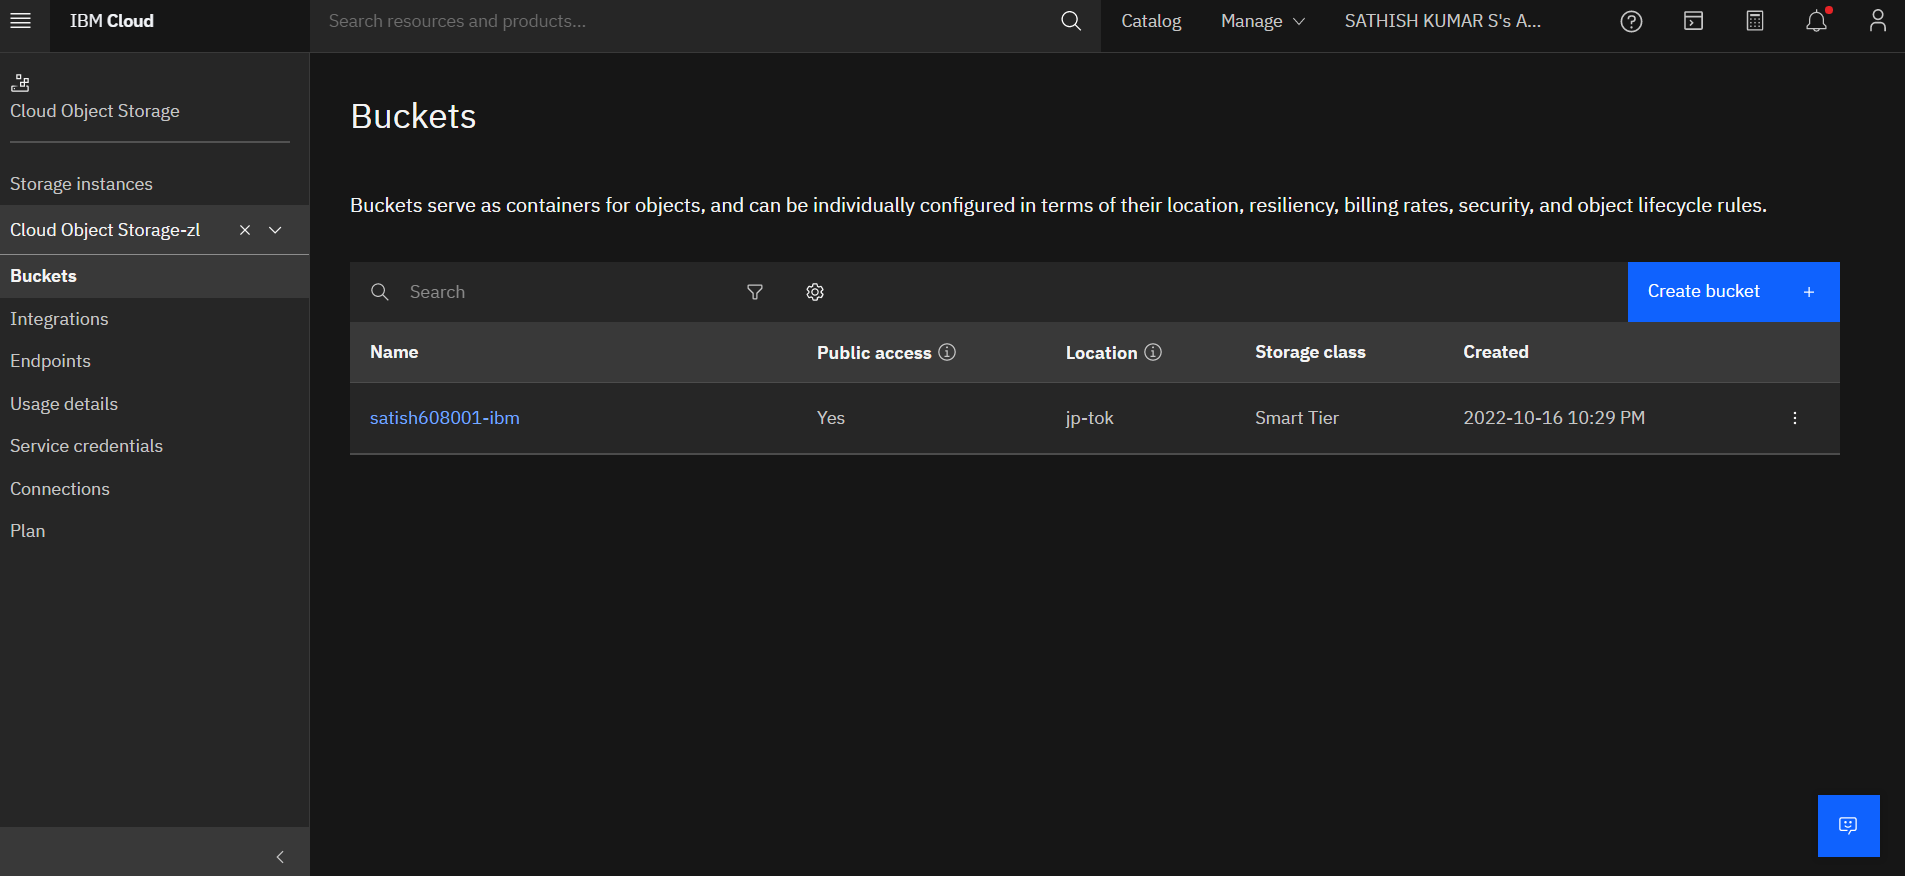 IBM Cloud
Search resources and products...
Catalog
Manage
SATHISH KUMAR S's A...
Cloud Object Storage
Storage instances
Cloud Object Storage-zl
Buckets
Integrations
Endpoints
Usage details
Service credentials
Connections
Plan
Buckets
Buckets serve as containers for objects, and can be individually configured in terms of their location, resiliency, billing rates, security, and object lifecycle rules.
Search
Create bucket +
Name Public access Location Storage class Created
satish608001-ibm Yes jp-tok Smart Tier 2022-10-16 10:29 PM